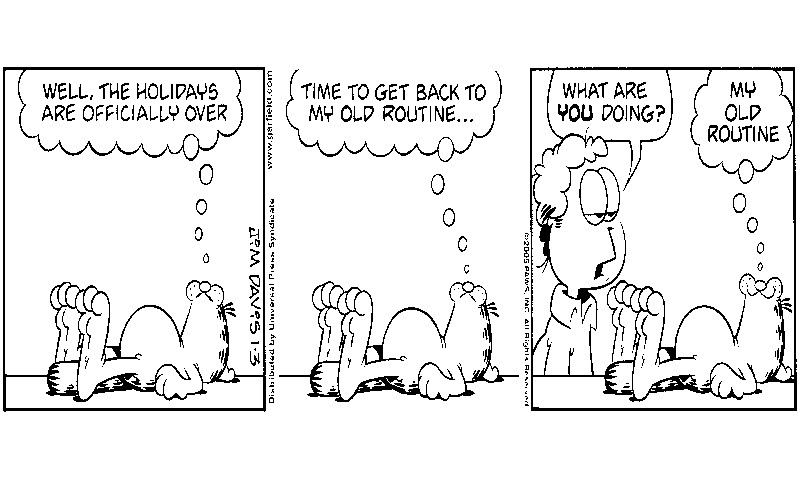 WELL, THE HOLIDAYS
ARE OFFICIALLY OVER
www.garfield.com
JIM DAVIS 1-3
Distributed by Universal Press Syndicate
TIME TO GET BACK TO
MY OLD ROUTINE...
©2005 PAWS, INC. All Rights Reserved
WHAT ARE
YOU DOING?
MY
OLD
ROUTINE